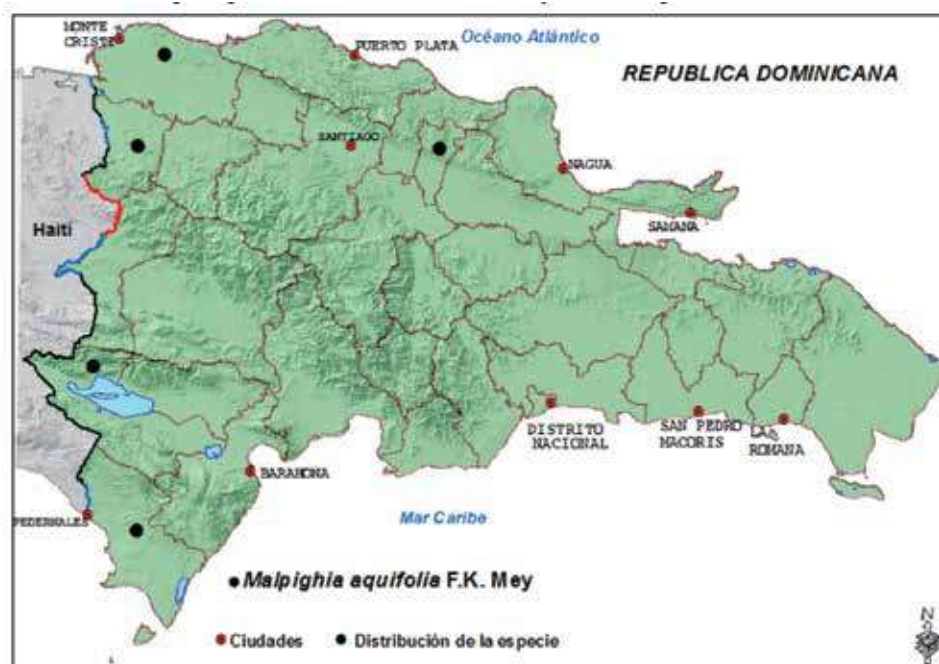 MONTE
CRISTI
PUERTO PLATA
Océano Atlántico
REPUBLICA DOMINICANA
SANTIAGO
NAGUA
SAMANA
Haití
DISTRITO
NACIONAL
SAN PEDRO
MACORIS
LA
ROMANA
BARAHONA
PEDERNALES
Mar Caribe
Malpighia aquifolia F.K. Mey
Ciudades
Distribución de la especie
N